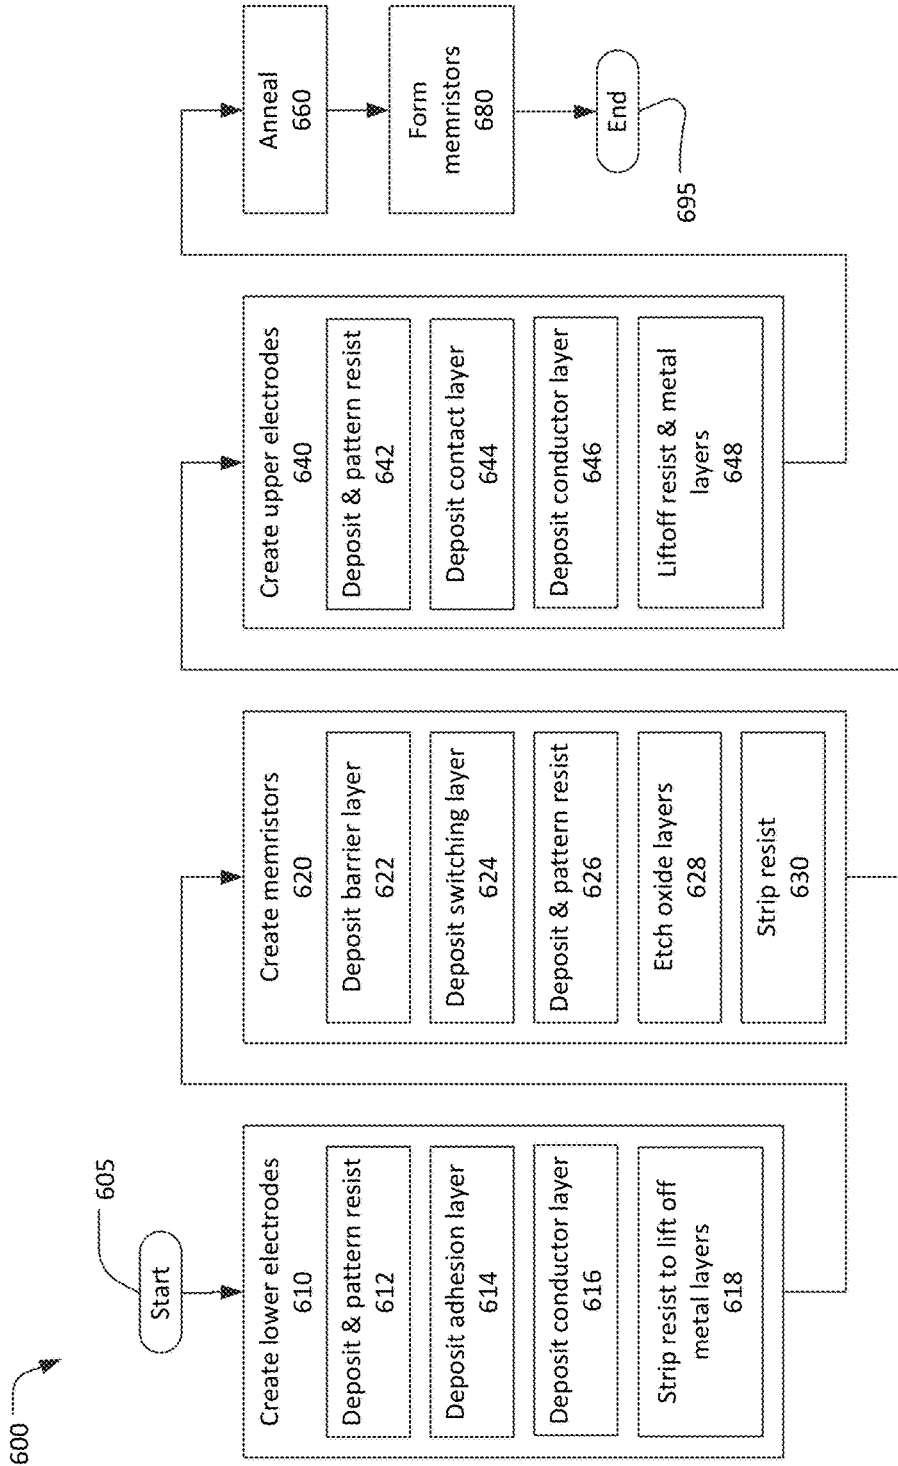 600
605
Start
Create lower electrodes
610
Deposit & pattern resist
612
Deposit adhesion layer
614
Deposit conductor layer
616
Strip resist to lift off
metal layers
618
Create memristors
620
Deposit barrier layer
622
Deposit switching layer
624
Deposit & pattern resist
626
Etch oxide layers
628
Strip resist
630
Create upper electrodes
640
Deposit & pattern resist
642
Deposit contact layer
644
Deposit conductor layer
646
Liftoff resist & metal
layers
648
Anneal
660
Form
memristors
680
End
695